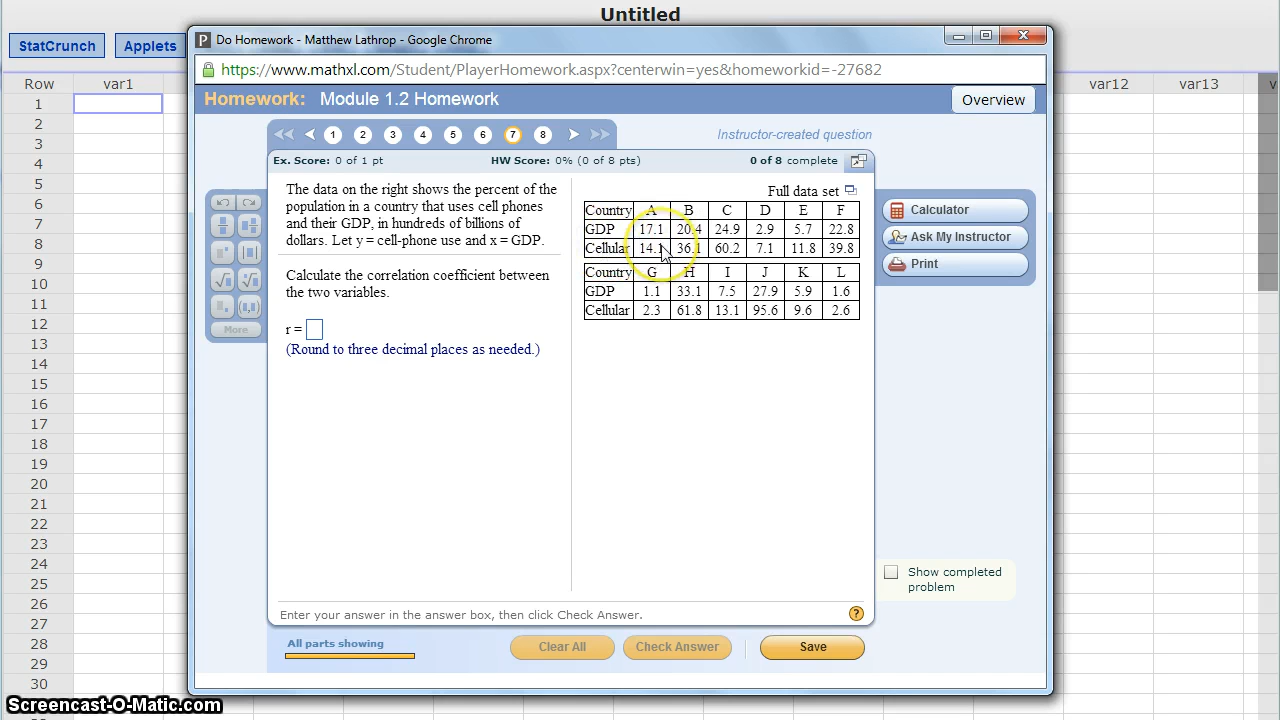 Untitled
StatCrunch Applets
Do Homework - Matthew Lathrop - Google Chrome
https://www.mathxl.com/Student/PlayerHomework.aspx?centerwin=yes&homeworkid=-27682
Row var1 var12 var13 v
Homework: Module 1.2 Homework
Overview
1 2 3 4 5 6 7 8
Instructor-created question
Ex. Score: 0 of 1 pt HW Score: 0% (0 of 8 pts) 0 of 8 complete
The data on the right shows the percent of the
population in a country that uses cell phones
and their GDP, in hundreds of billions of
dollars. Let y = cell-phone use and x = GDP.
Calculate the correlation coefficient between
the two variables.
r =
(Round to three decimal places as needed.)
Full data set
Country A B C D E F
GDP 17.1 20.4 24.9 2.9 5.7 22.8
Cellular 14.1 36.1 60.2 7.1 11.8 39.8
Country G H I J K L
GDP 1.1 33.1 7.5 27.9 5.9 1.6
Cellular 2.3 61.8 13.1 95.6 9.6 2.6
Calculator
Ask My Instructor
Print
More
Show completed
problem
Enter your answer in the answer box, then click Check Answer.
?
All parts showing
Clear All
Check Answer
Save
1
2
3
4
5
6
7
8
9
10
11
12
13
14
15
16
17
18
19
20
21
22
23
24
25
26
27
28
29
30
Screencast-O-Matic.com